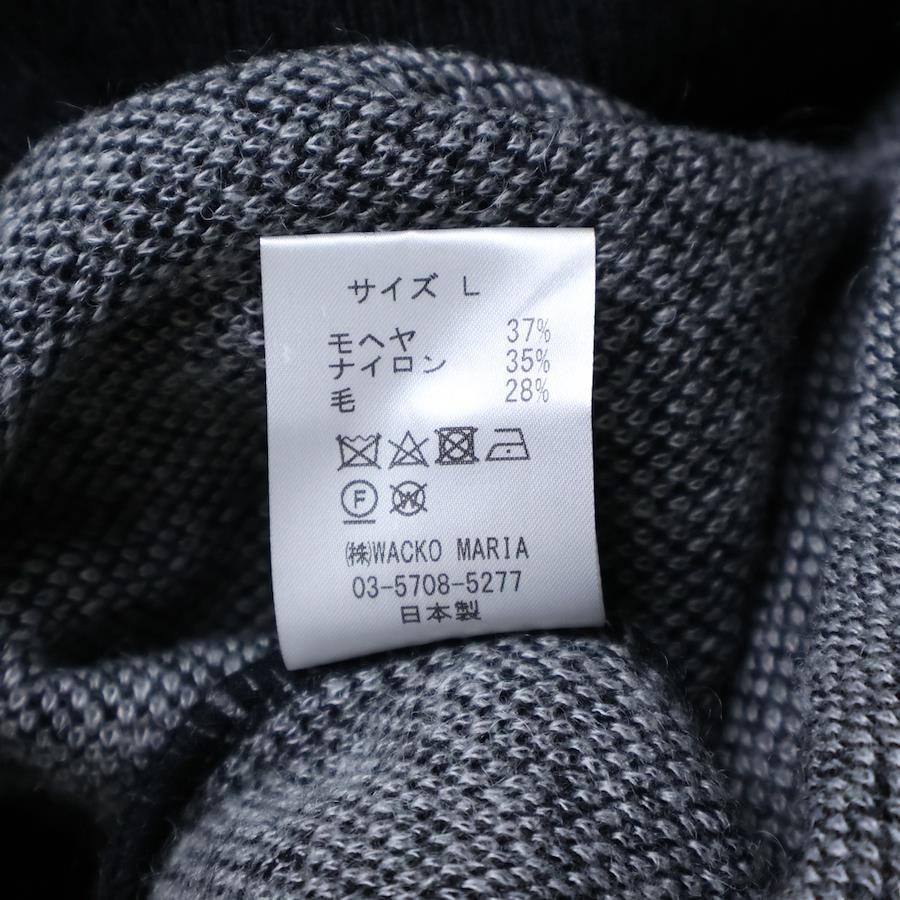 サイズ L
モヘヤ 37%
ナイロン 35%
毛 28%
F W
㈱WACKO MARIA
03-5708-5277
日本製